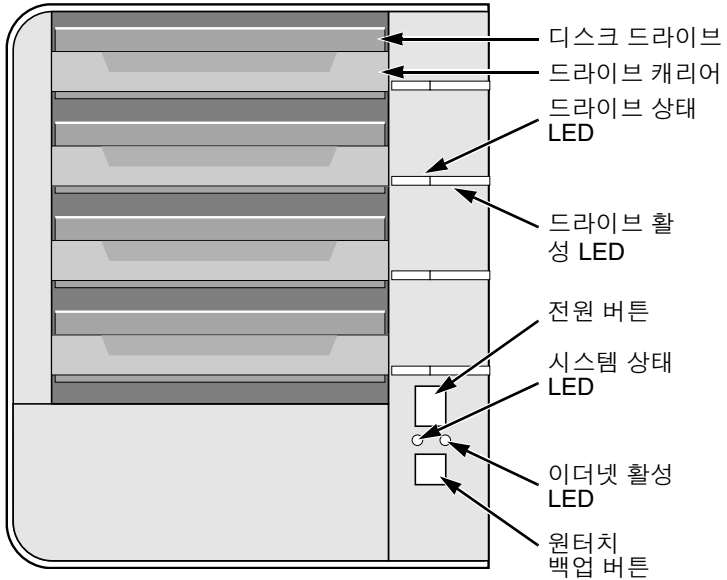 디스크 드라이브
드라이브 캐리어
드라이브 상태
LED
드라이브 활
성 LED
전원 버튼
시스템 상태
LED
이더넷 활성
LED
원터치
백업 버튼